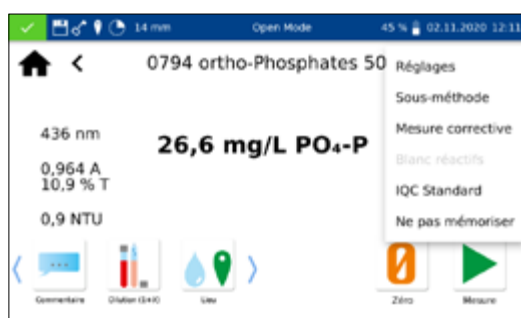 14 mm Open Mode 45 % 02.11.2020 12:11
0794 ortho-Phosphates 50
Réglages
Sous-méthode
436 nm
26,6 mg/L PO₄-P
Mesure corrective
0,964 A
Blanc réactifs
10,9 % T
IQC Standard
0,9 NTU
Ne pas mémoriser
0
Commentaire Dilution (1+X) Lieu Zéro Mesure